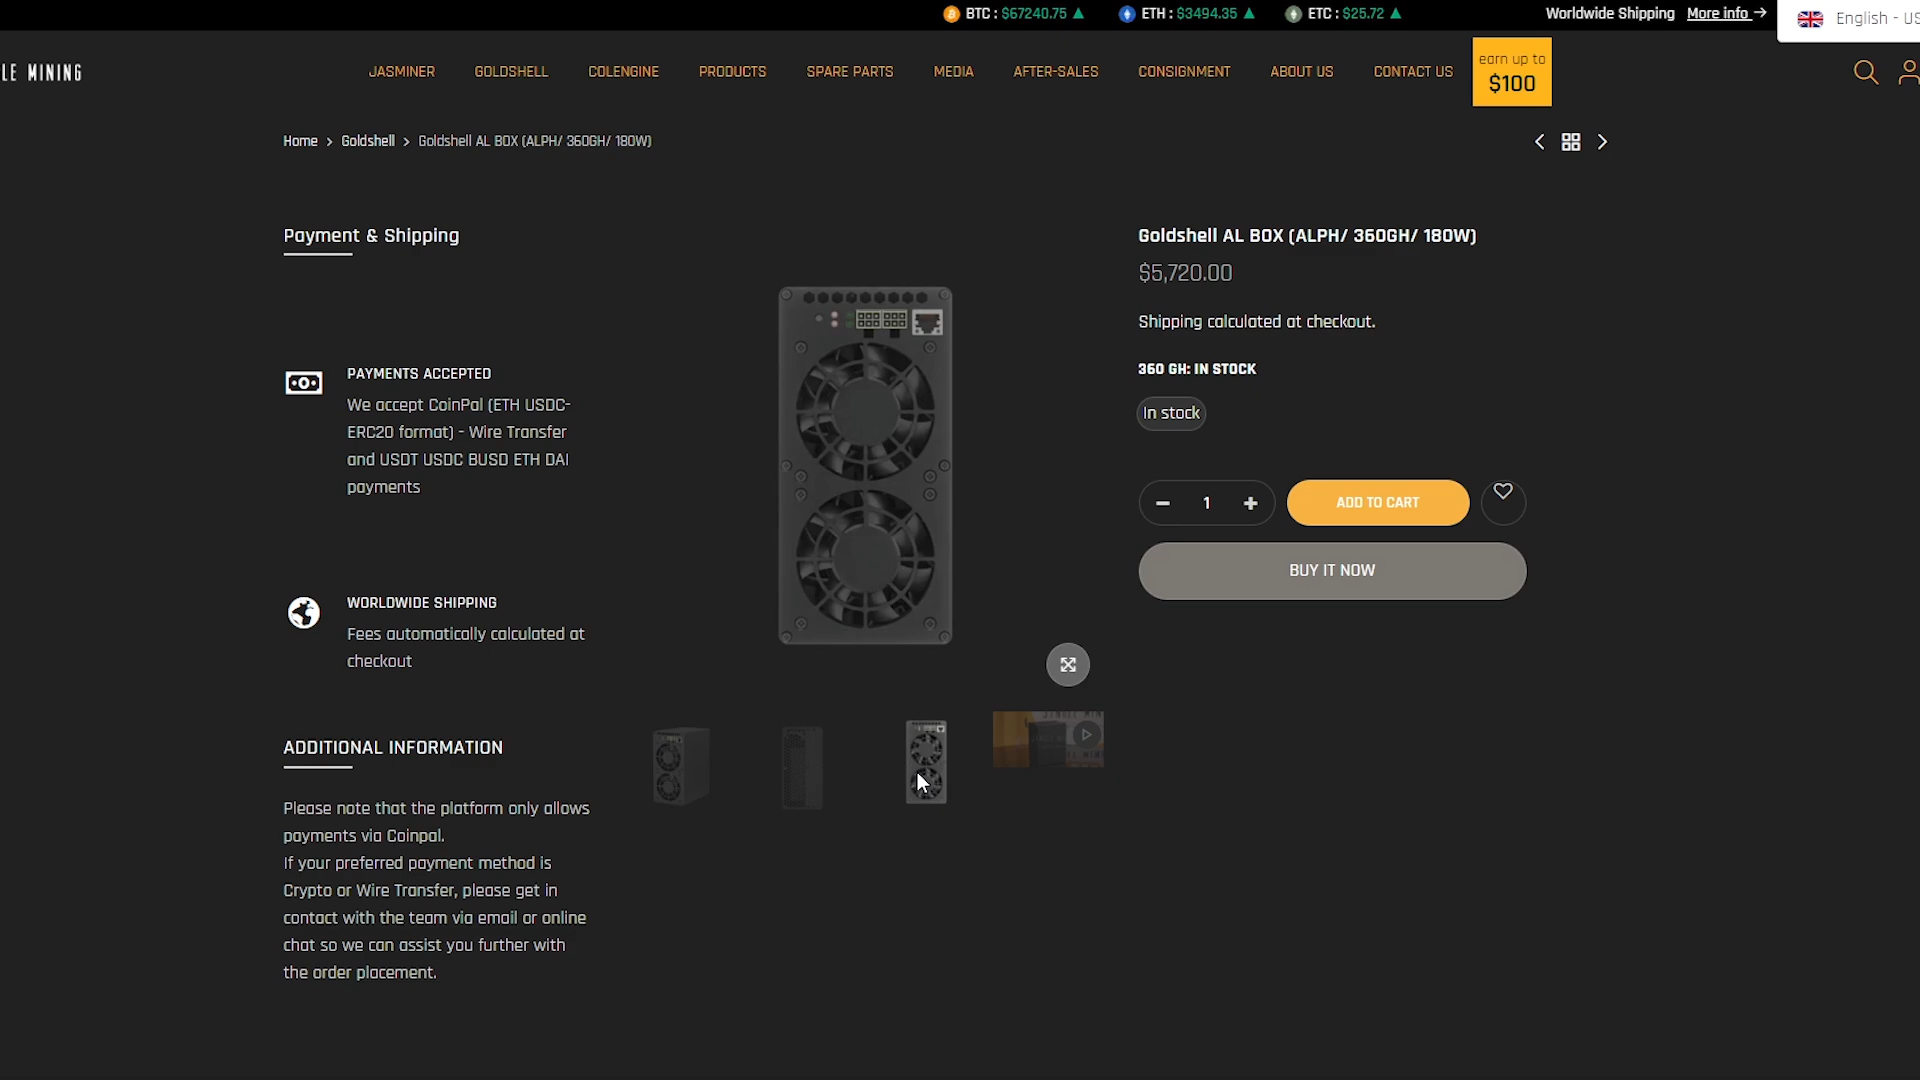 BTC : $67240.75 ▲ ETH : $3494.35 ▲ ETC : $25.72 ▲ Worldwide Shipping More info → English - US
LE MINING
JASMINER GOLDSHELL COLENGINE PRODUCTS SPARE PARTS MEDIA AFTER-SALES CONSIGNMENT ABOUT US CONTACT US
earn up to
$100
Home > Goldshell > Goldshell AL BOX (ALPH/ 360GH/ 180W)
Payment & Shipping
PAYMENTS ACCEPTED
We accept CoinPal (ETH USDC-
ERC20 format) - Wire Transfer
and USDT USDC BUSD ETH DAI
payments
WORLDWIDE SHIPPING
Fees automatically calculated at
checkout
ADDITIONAL INFORMATION
Please note that the platform only allows
payments via Coinpal.
If your preferred payment method is
Crypto or Wire Transfer, please get in
contact with the team via email or online
chat so we can assist you further with
the order placement.
Goldshell AL BOX (ALPH/ 360GH/ 180W)
$5,720.00
Shipping calculated at checkout.
360 GH: IN STOCK
In stock
1
ADD TO CART
BUY IT NOW